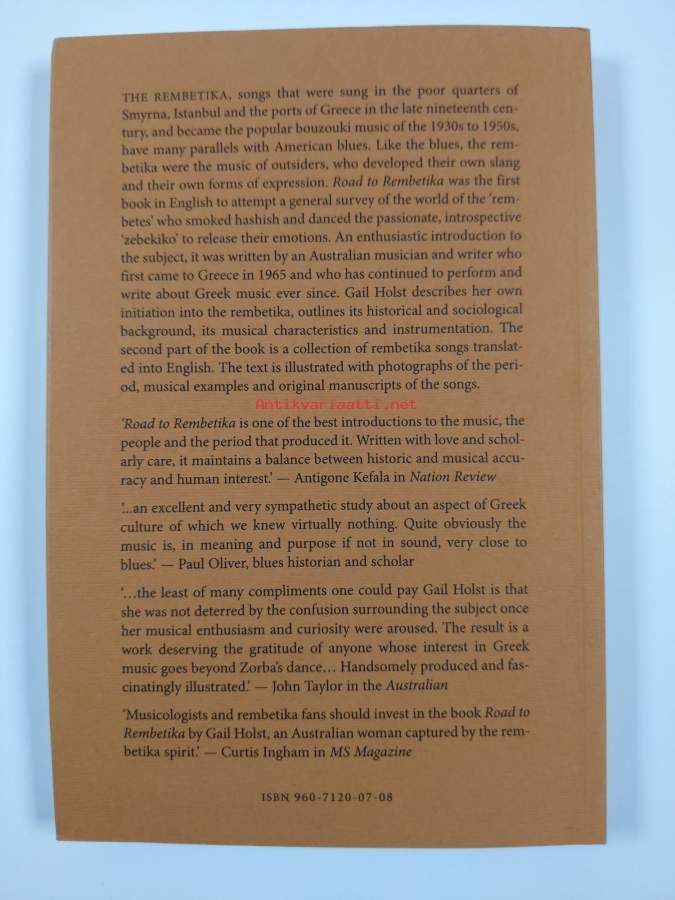 THE REMBETIKA, songs that were sung in the poor quarters of
Smyrna, Istanbul and the ports of Greece in the late nineteenth cen-
tury, and became the popular bouzouki music of the 1930s to 1950s,
have many parallels with American blues. Like the blues, the rem-
betika were the music of outsiders, who developed their own slang
and their own forms of expression. Road to Rembetika was the first
book in English to attempt a general survey of the world of the ‘rem-
betes’ who smoked hashish and danced the passionate, introspective
‘zebekiko’ to release their emotions. An enthusiastic introduction to
the subject, it was written by an Australian musician and writer who
first came to Greece in 1965 and who has continued to perform and
write about Greek music ever since. Gail Holst describes her own
initiation into the rembetika, outlines its historical and sociological
background, its musical characteristics and instrumentation. The
second part of the book is a collection of rembetika songs translat-
ed into English. The text is illustrated with photographs of the peri-
od, musical examples and original manuscripts of the songs.
Antikvariaatti.net
‘Road to Rembetika is one of the best introductions to the music, the
people and the period that produced it. Written with love and schol-
arly care, it maintains a balance between historic and musical accu-
racy and human interest.’ — Antigone Kefala in Nation Review
‘...an excellent and very sympathetic study about an aspect of Greek
culture of which we knew virtually nothing. Quite obviously the
music is, in meaning and purpose if not in sound, very close to
blues.’ — Paul Oliver, blues historian and scholar
‘…the least of many compliments one could pay Gail Holst is that
she was not deterred by the confusion surrounding the subject once
her musical enthusiasm and curiosity were aroused. The result is a
work deserving the gratitude of anyone whose interest in Greek
music goes beyond Zorba’s dance… Handsomely produced and fas-
cinatingly illustrated.’ — John Taylor in the Australian
‘Musicologists and rembetika fans should invest in the book Road to
Rembetika by Gail Holst, an Australian woman captured by the rem-
betika spirit.’ — Curtis Ingham in MS Magazine
ISBN 960-7120-07-08